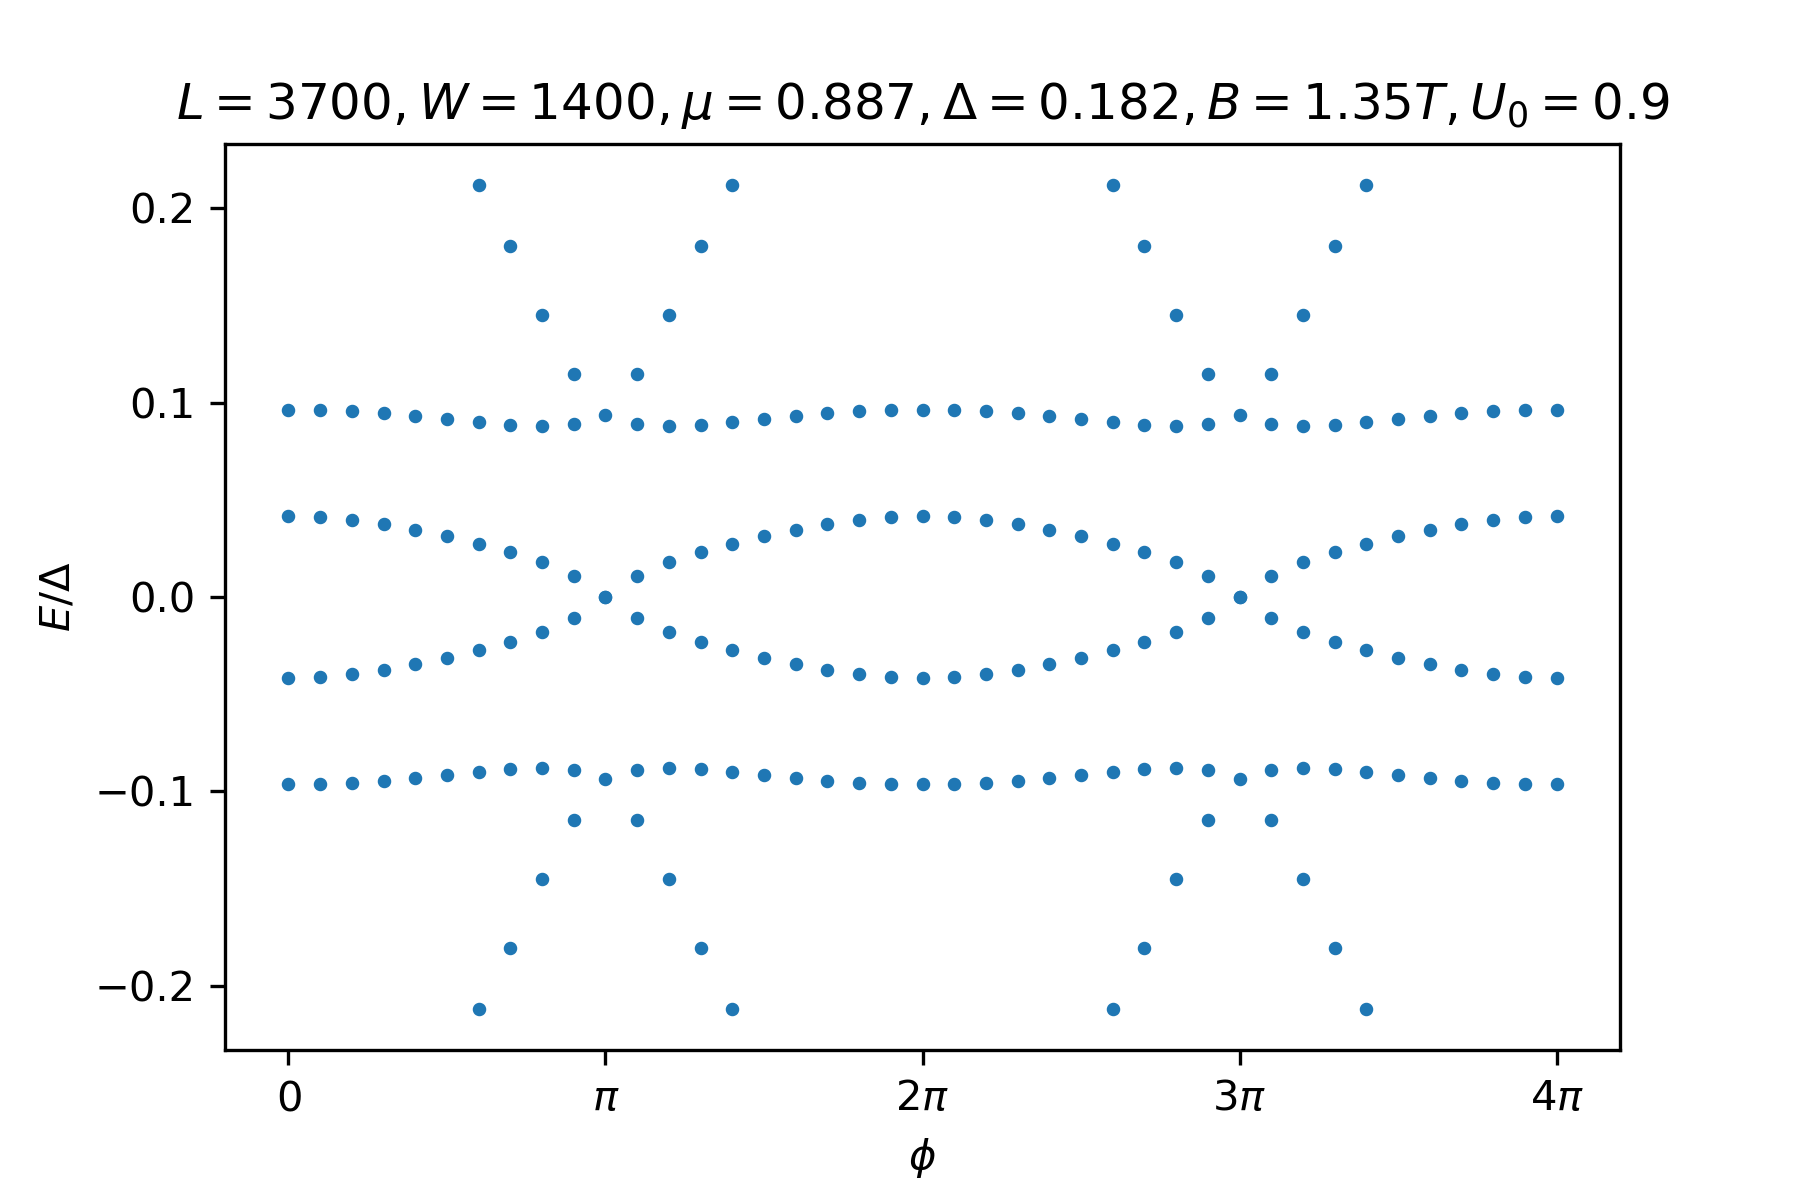 L = 3700, W = 1400, μ = 0.887, Δ = 0.182, B = 1.35T, U₀ = 0.9
0.2
0.1
0.0
−0.1
−0.2
E/Δ
0 π 2π 3π 4π
ϕ